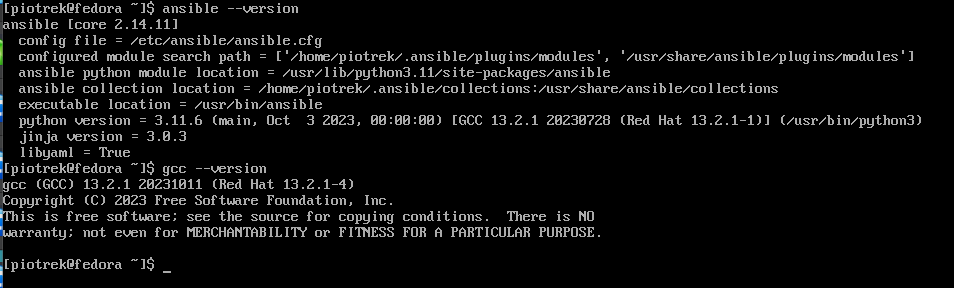 [piotrek@fedora ~]$ ansible --version
ansible [core 2.14.11]
  config file = /etc/ansible/ansible.cfg
  configured module search path = ['/home/piotrek/.ansible/plugins/modules', '/usr/share/ansible/plugins/modules']
  ansible python module location = /usr/lib/python3.11/site-packages/ansible
  ansible collection location = /home/piotrek/.ansible/collections:/usr/share/ansible/collections
  executable location = /usr/bin/ansible
  python version = 3.11.6 (main, Oct  3 2023, 00:00:00) [GCC 13.2.1 20230728 (Red Hat 13.2.1-1)] (/usr/bin/python3)
  jinja version = 3.0.3
  libyaml = True
[piotrek@fedora ~]$ gcc --version
gcc (GCC) 13.2.1 20231011 (Red Hat 13.2.1-4)
Copyright (C) 2023 Free Software Foundation, Inc.
This is free software; see the source for copying conditions.  There is NO
warranty; not even for MERCHANTABILITY or FITNESS FOR A PARTICULAR PURPOSE.
[piotrek@fedora ~]$ _